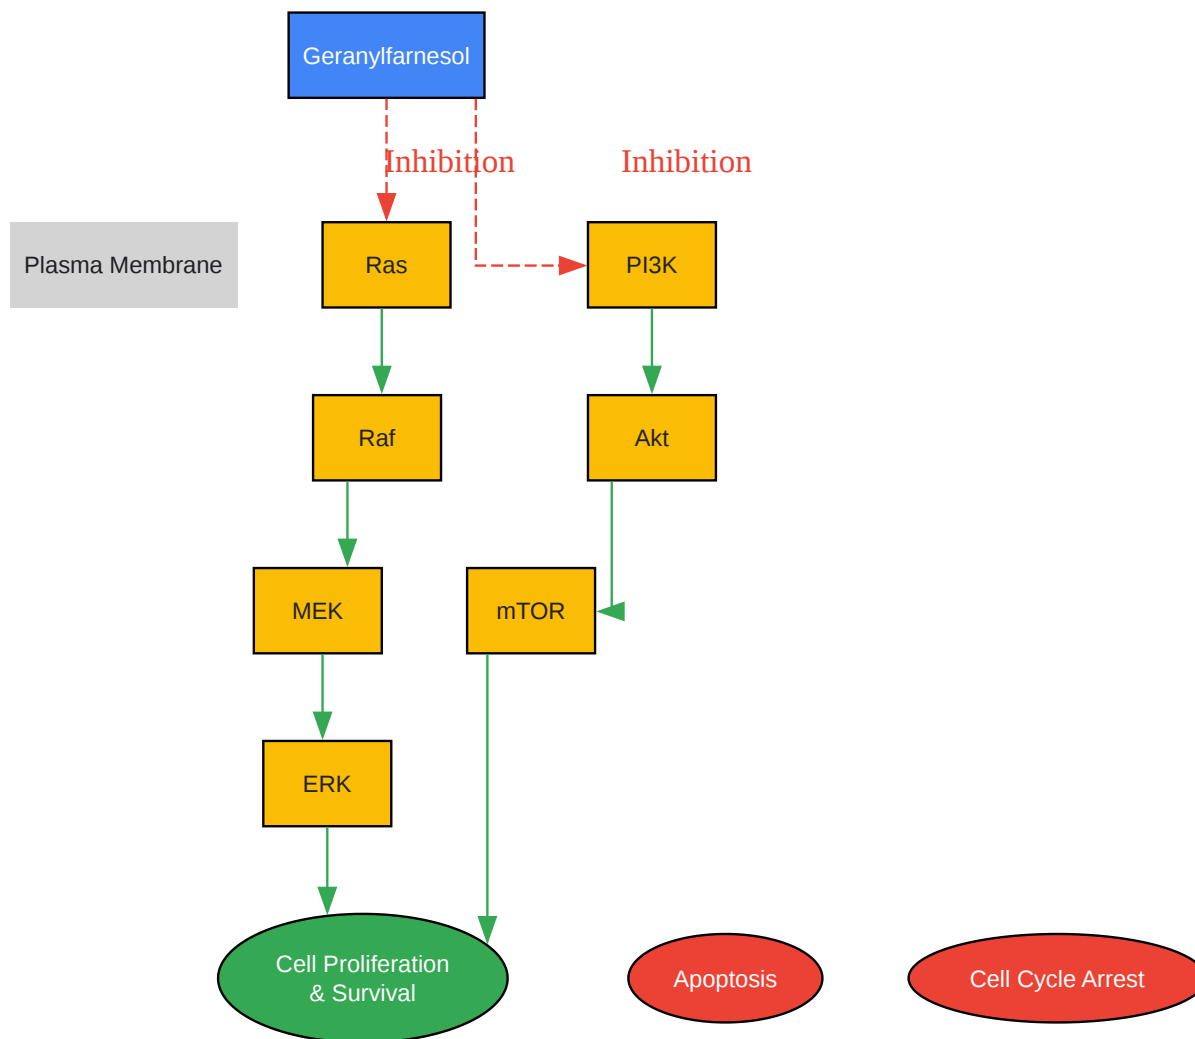 Geranylfarnesol
Inhibition
Inhibition
Plasma Membrane
Ras
PI3K
Raf
Akt
MEK
mTOR
ERK
Cell Proliferation
& Survival
Apoptosis
Cell Cycle Arrest